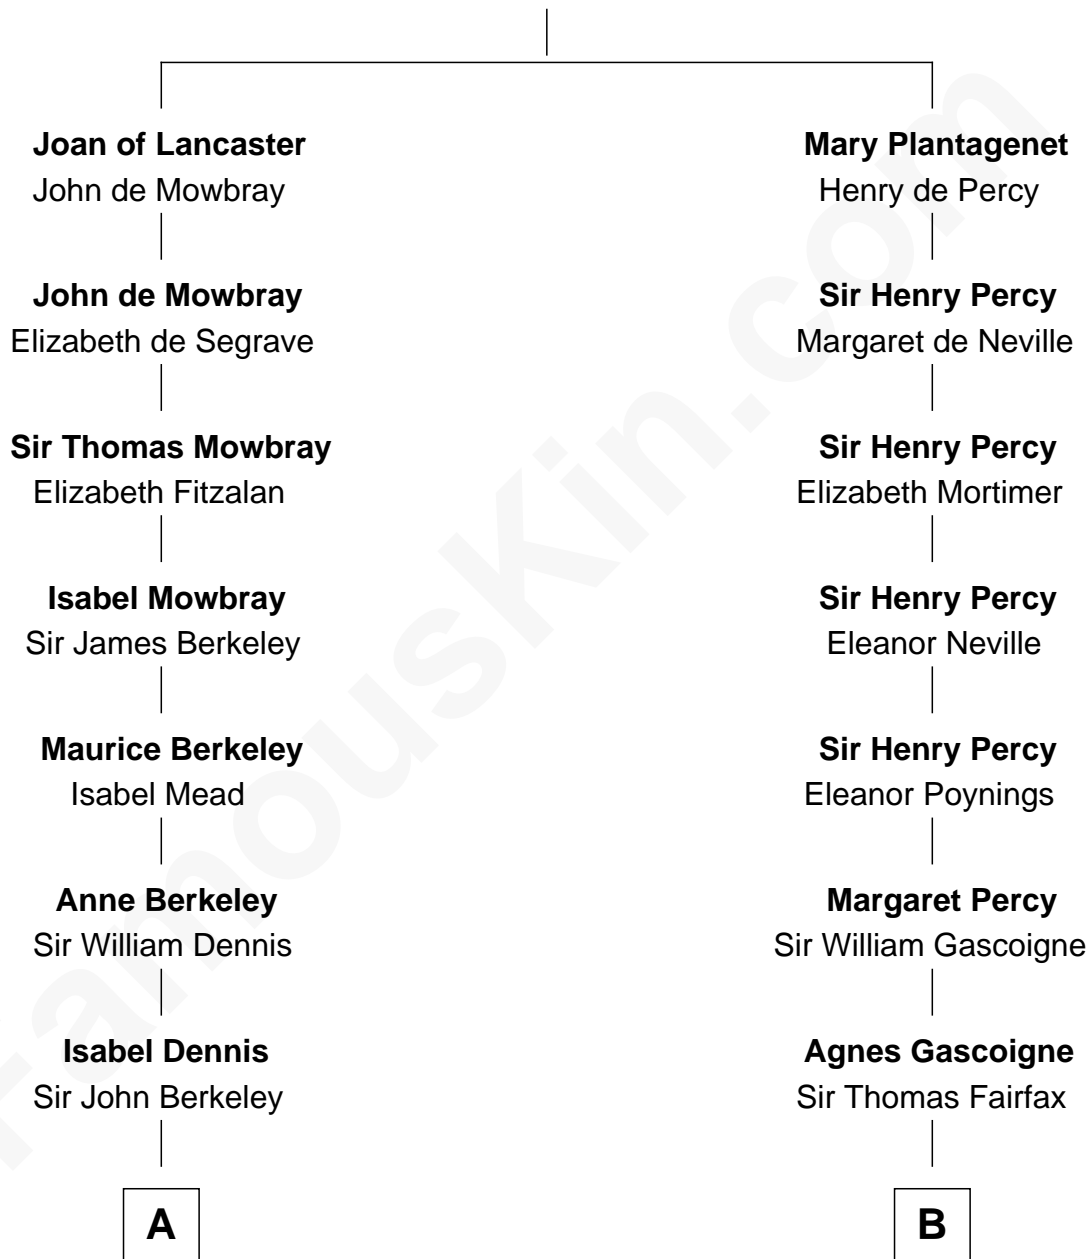 Joan of Lancaster
John de Mowbray
John de Mowbray
Elizabeth de Segrave
Sir Thomas Mowbray
Elizabeth Fitzalan
Isabel Mowbray
Sir James Berkeley
Maurice Berkeley
Isabel Mead
Anne Berkeley
Sir William Dennis
Isabel Dennis
Sir John Berkeley
A
Mary Plantagenet
Henry de Percy
Sir Henry Percy
Margaret de Neville
Sir Henry Percy
Elizabeth Mortimer
Sir Henry Percy
Eleanor Neville
Sir Henry Percy
Eleanor Poynings
Margaret Percy
Sir William Gascoigne
Agnes Gascoigne
Sir Thomas Fairfax
B
FamousKin.com